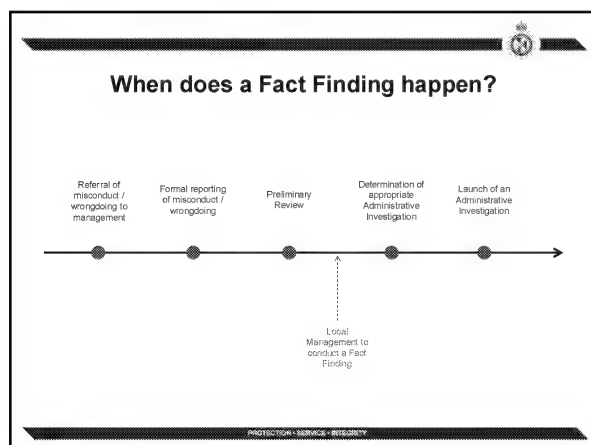 When does a Fact Finding happen?
Referral of
misconduct /
wrongdoing to
management
Formal reporting
of misconduct /
wrongdoing
Preliminary
Review
Determination of
appropriate
Administrative
Investigation
Launch of an
Administrative
Investigation
Local
Management to
conduct a Fact
Finding
PROTECTION • SERVICE • INTEGRITY